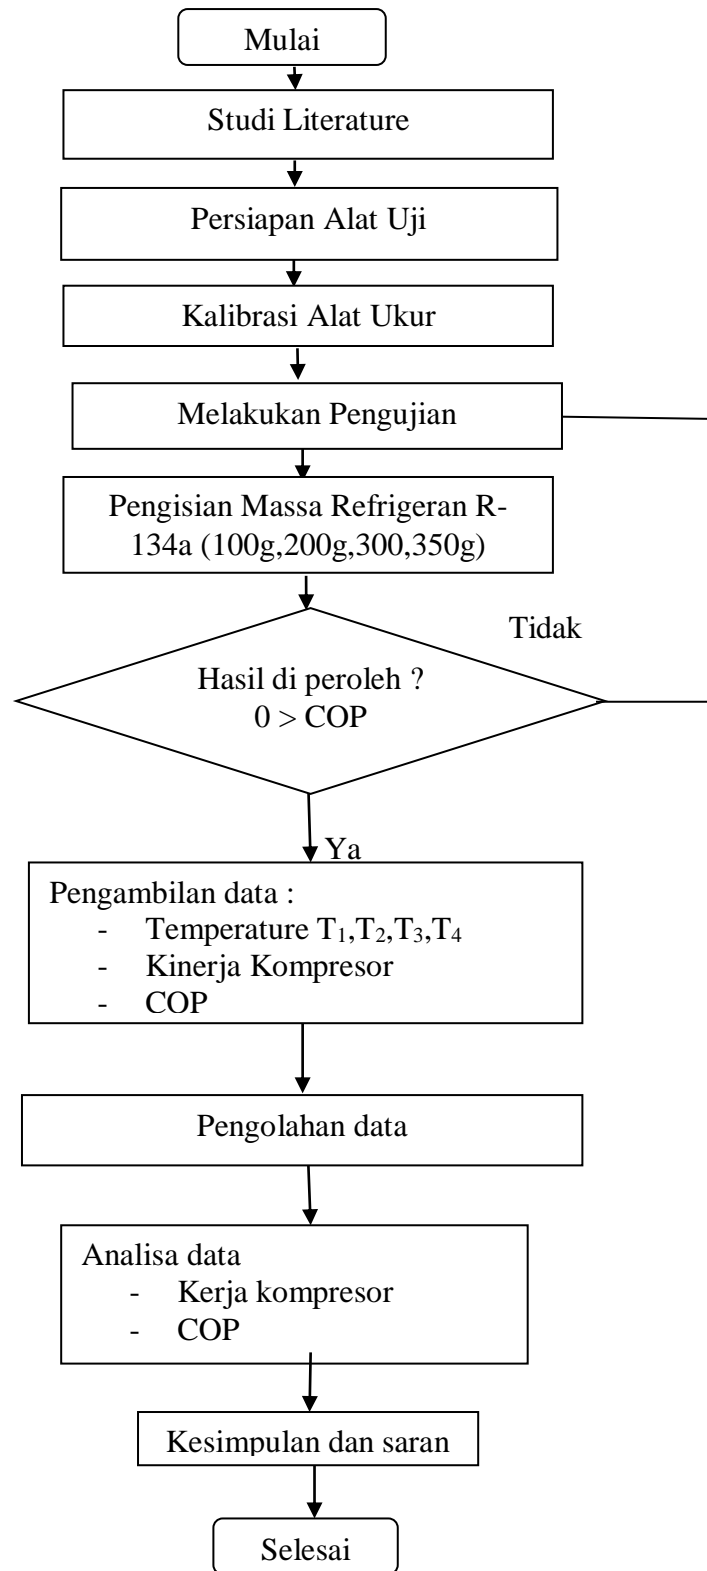 Mulai
Studi Literature
Persiapan Alat Uji
Kalibrasi Alat Ukur
Melakukan Pengujian
Pengisian Massa Refrigeran R-
134a (100g,200g,300,350g)
Tidak
Hasil di peroleh ?
0 > COP
Ya
Pengambilan data :
- Temperature T₁,T₂,T₃,T₄
- Kinerja Kompresor
- COP
Pengolahan data
Analisa data
- Kerja kompresor
- COP
Kesimpulan dan saran
Selesai